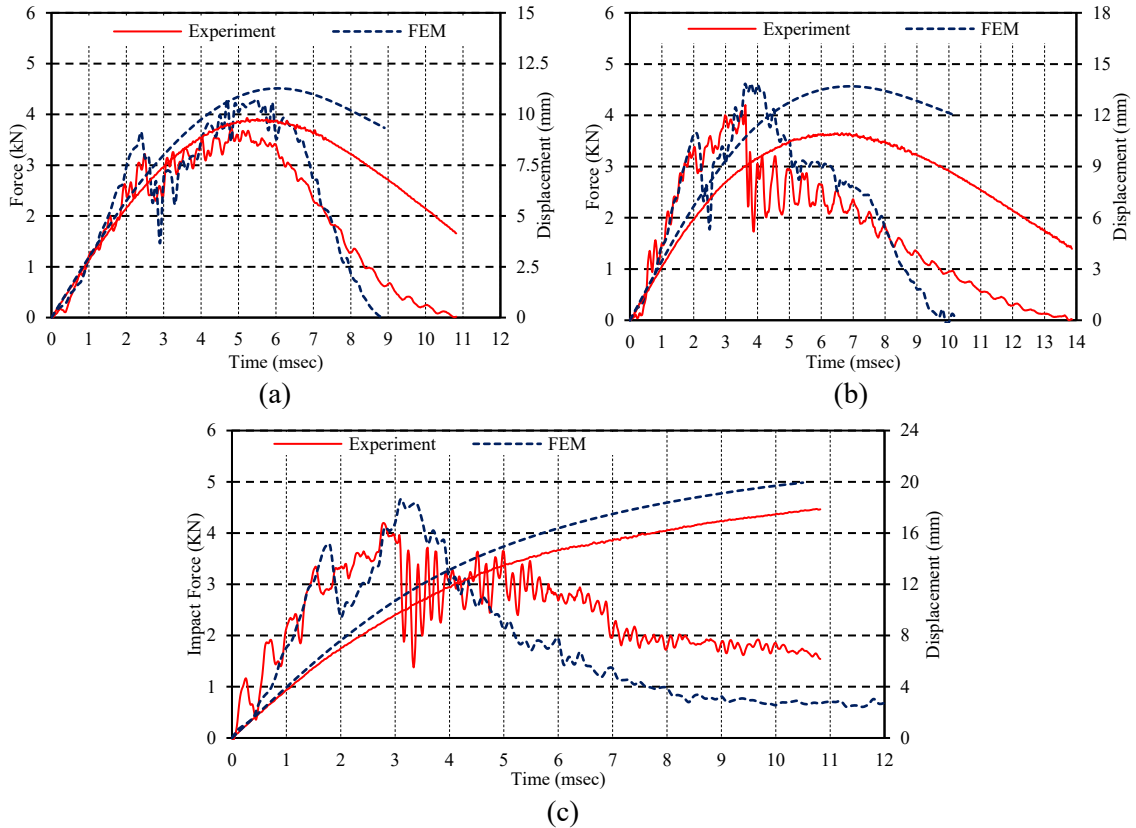 Experiment FEM
6 5 4 3 2 1 0
Force (kN)
15 12.5 10 7.5 5 2.5 0
Displacement (mm)
0 1 2 3 4 5 6 7 8 9 10 11
Time (msec)
(a)
Experiment FEM
6 5 4 3 2 1 0
Force (KN)
18 15 12 9 6 3 0
Displacement (mm)
0 1 2 3 4 5 6 7 8 9 10 11 12 13 14
Time (msec)
(b)
Experiment FEM
6 5 4 3 2 1 0
Impact Force (KN)
24 20 16 12 8 4 0
Displacement (mm)
0 1 2 3 4 5 6 7 8 9 10 11 12
Time (msec)
(c)